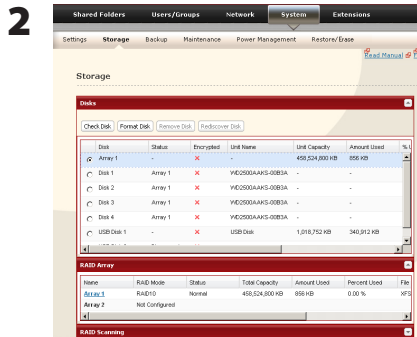 2
Shared Folders Users/Groups Network System Extensions
Settings Storage Backup Maintenance Power Management Restore/Erase
Read Manual
Storage
Disks
Check Disk Format Disk Remove Disk Rediscover Disk
Disk Status Encrypted Unit Name Unit Capacity Amount Used % U
Array 1 - - 458,524,800 KB 856 KB
Disk 1 Array 1 WD2500AAKS-00B3A -
Disk 2 Array 1 WD2500AAKS-00B3A -
Disk 3 Array 1 WD2500AAKS-00B3A -
Disk 4 Array 1 WD2500AAKS-00B3A -
USB Disk 1 - USB Disk 1,018,752 KB 340,912 KB
RAID Array
Name RAID Mode Status Total Capacity Amount Used Percent Used File
Array 1 RAID10 Normal 458,524,800 KB 856 KB 0.00 % XFS
Array 2 Not Configured
RAID Scanning